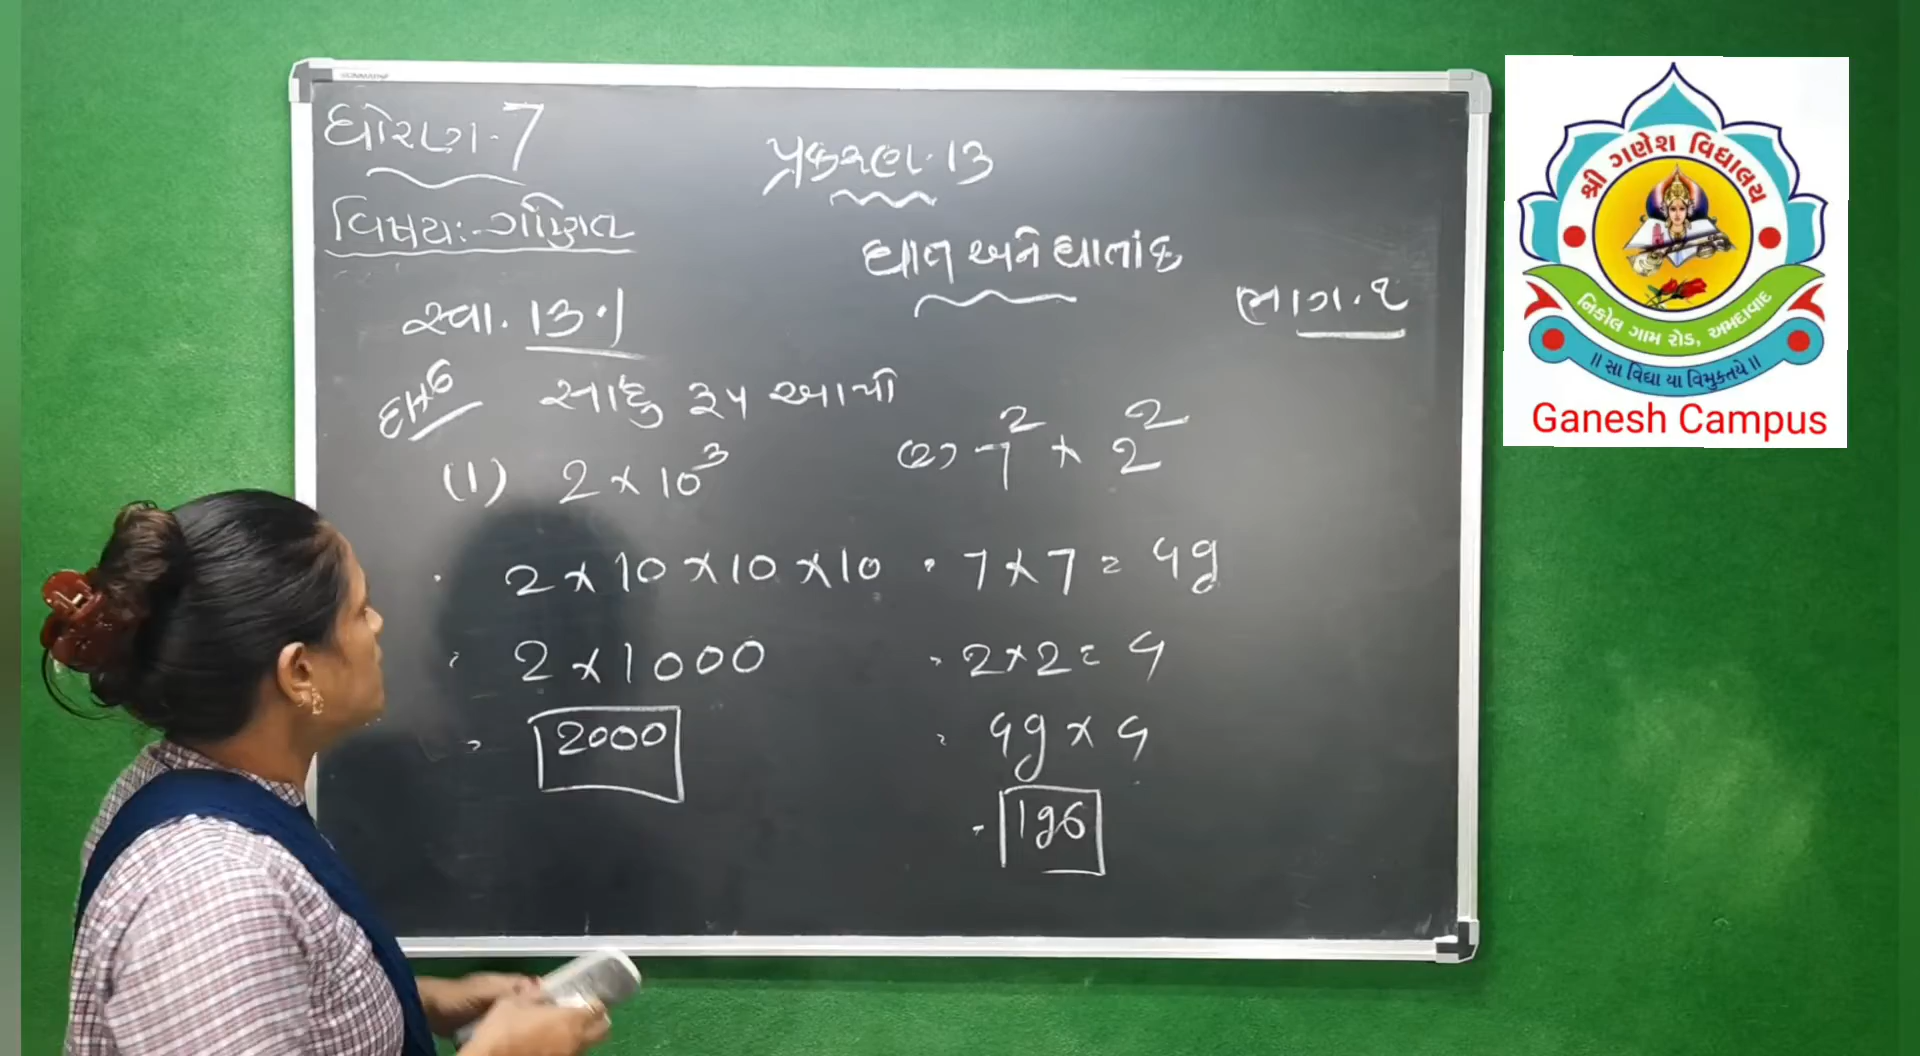 ધોરણ-7
પ્રકરણ-13
વિષય:-ગણિત
ઘાત અને ઘાતાંક
ભાગ-૨
સ્વા. 13.1
સાદું રૂપ આપો
(1) 2 × 10³
(2) 7² × 2²
2 × 10 × 10 × 10
7 × 7 = 49
= 2 × 1000
2 × 2 = 4
= 2000
= 49 × 4
= 196
શ્રી ગણેશ વિદ્યાલય
નિકોલ ગામ રોડ, અમદાવાદ
॥ સા વિદ્યા યા વિમુક્તયે ॥
Ganesh Campus